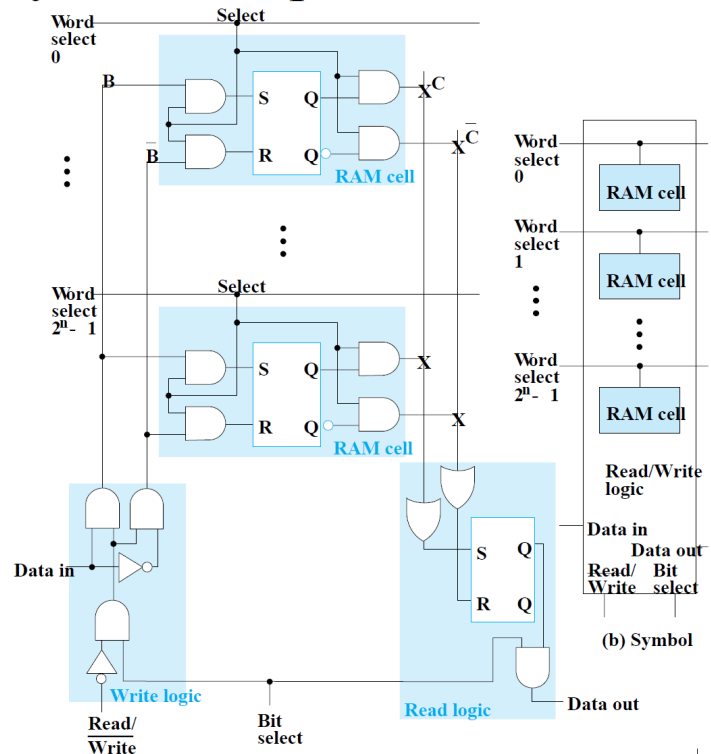 Word
select
0
Select
B
S
Q
X
C
B
R
Q
X
C
RAM cell
Word
select
2n- 1
Select
S
Q
X
R
Q
X
RAM cell
Data in
Write logic
Read/
Write
Bit
select
S
Q
R
Q
Read logic
Data out
Word
select
0
RAM cell
Word
select
1
RAM cell
Word
select
2n- 1
RAM cell
Read/Write
logic
Data in
Data out
Read/
Write
Bit
select
(b) Symbol